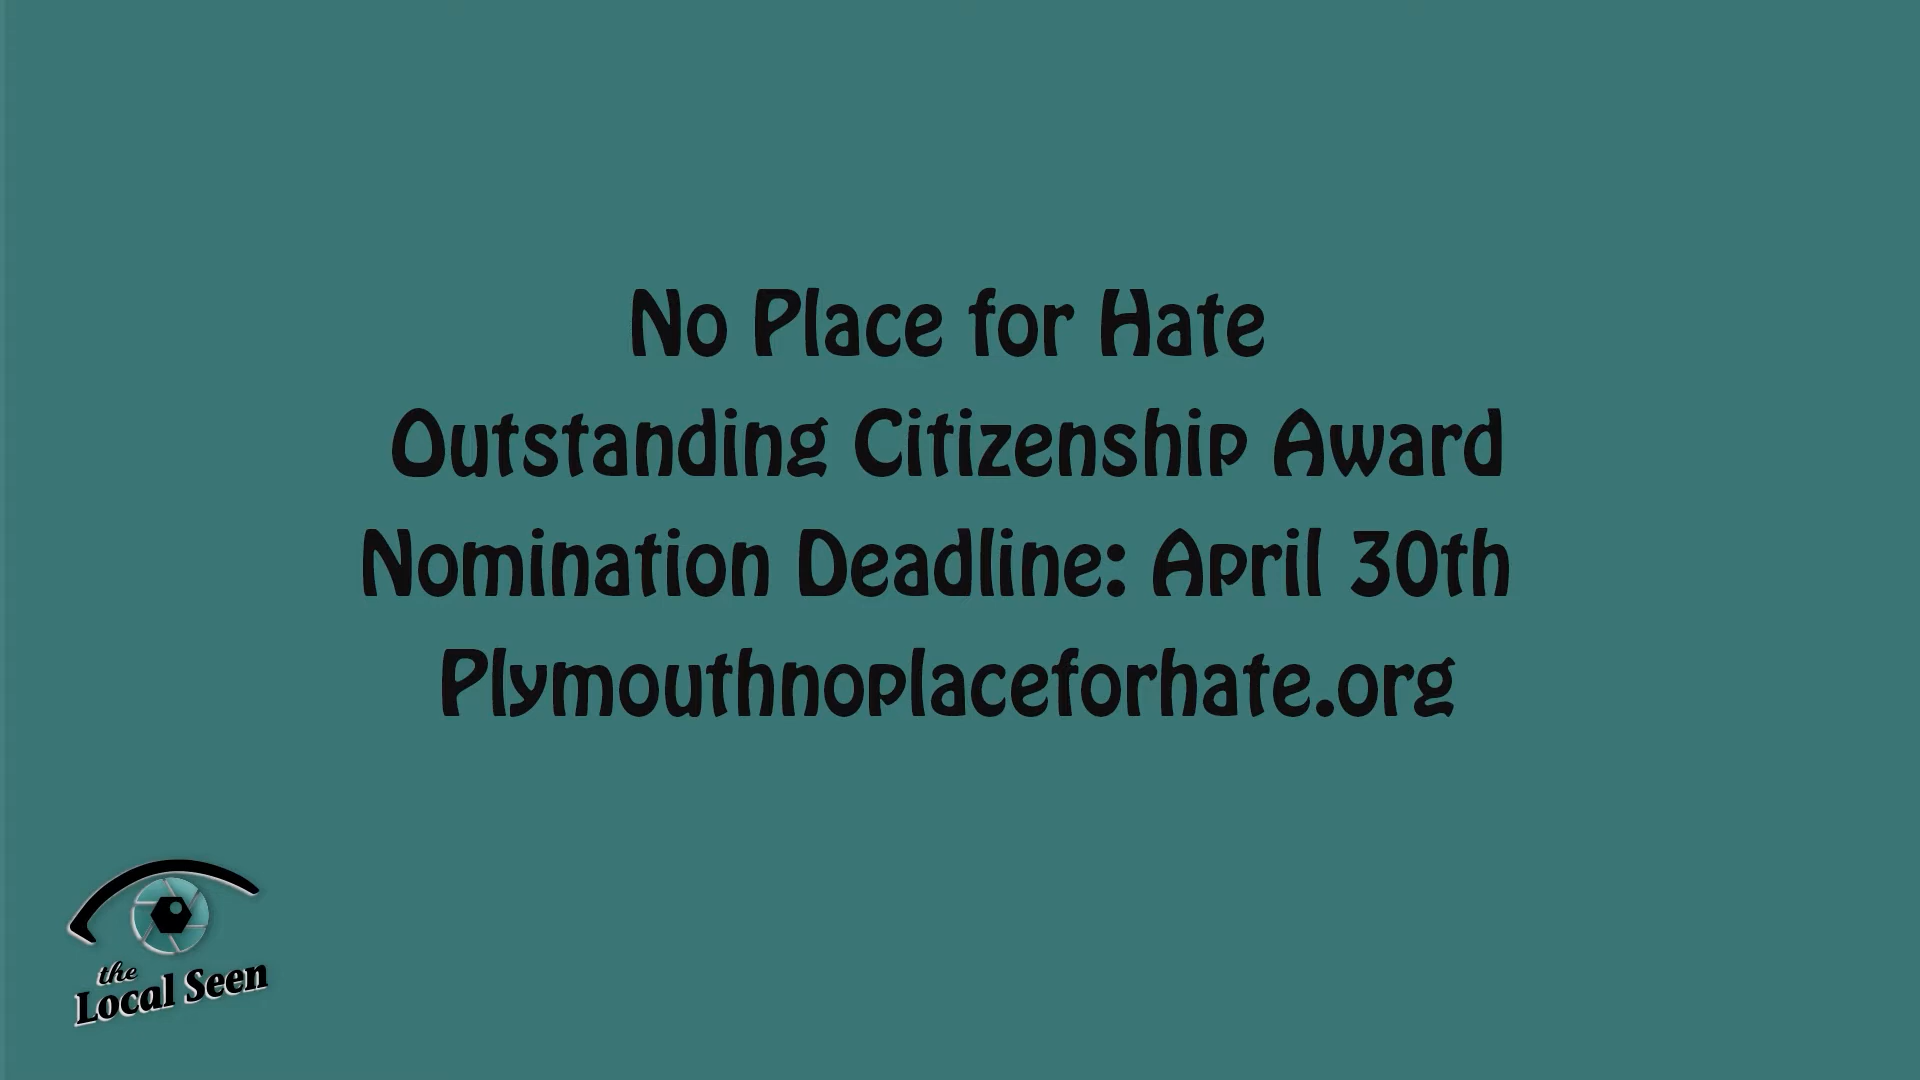 No Place for Hate
Outstanding Citizenship Award
Nomination Deadline: April 30th
Plymouthnoplaceforhate.org
the
Local Seen